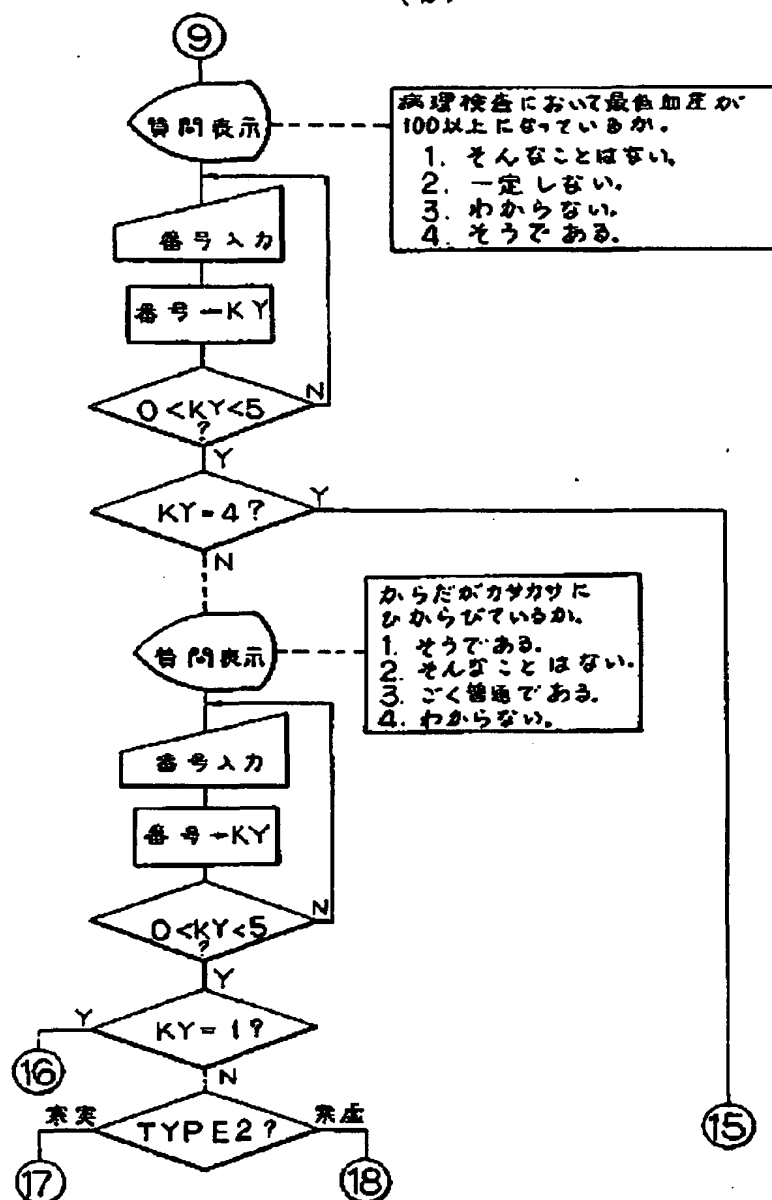 9
質問表示
病理検査において最低血圧が
100以上になっているか。
1. そんなことはない。
2. 一定しない。
3. わからない。
4. そうである。
番号入力
番号→KY
0<KY<5
?
N
Y
KY=4?
Y
N
質問表示
からだがカサカサに
ひからびているか。
1. そうである。
2. そんなことはない。
3. ごく普通である。
4. わからない。
番号入力
番号→KY
0<KY<5
?
N
Y
KY=1?
Y
N
16
TYPE2?
寒実
寒虚
15
17
18